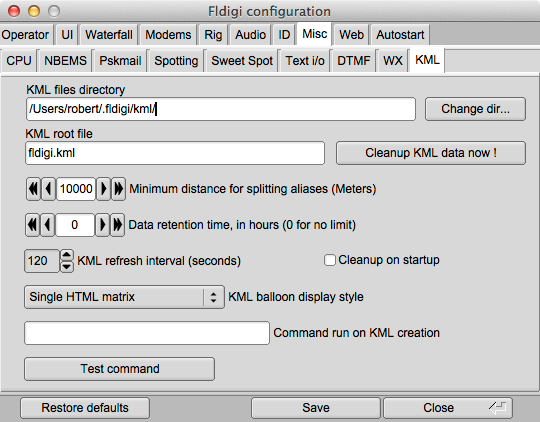 Fldigi configuration
Operator UI Waterfall Modems Rig Audio ID Misc Web Autostart
CPU NBEMS Pskmail Spotting Sweet Spot Text i/o DTMF WX KML
KML files directory
/Users/robert/.fldigi/kml/ Change dir...
KML root file
fldigi.kml Cleanup KML data now !
10000 Minimum distance for splitting aliases (Meters)
0 Data retention time, in hours (0 for no limit)
120 KML refresh interval (seconds) Cleanup on startup
Single HTML matrix KML balloon display style
Command run on KML creation
Test command
Restore defaults Save Close